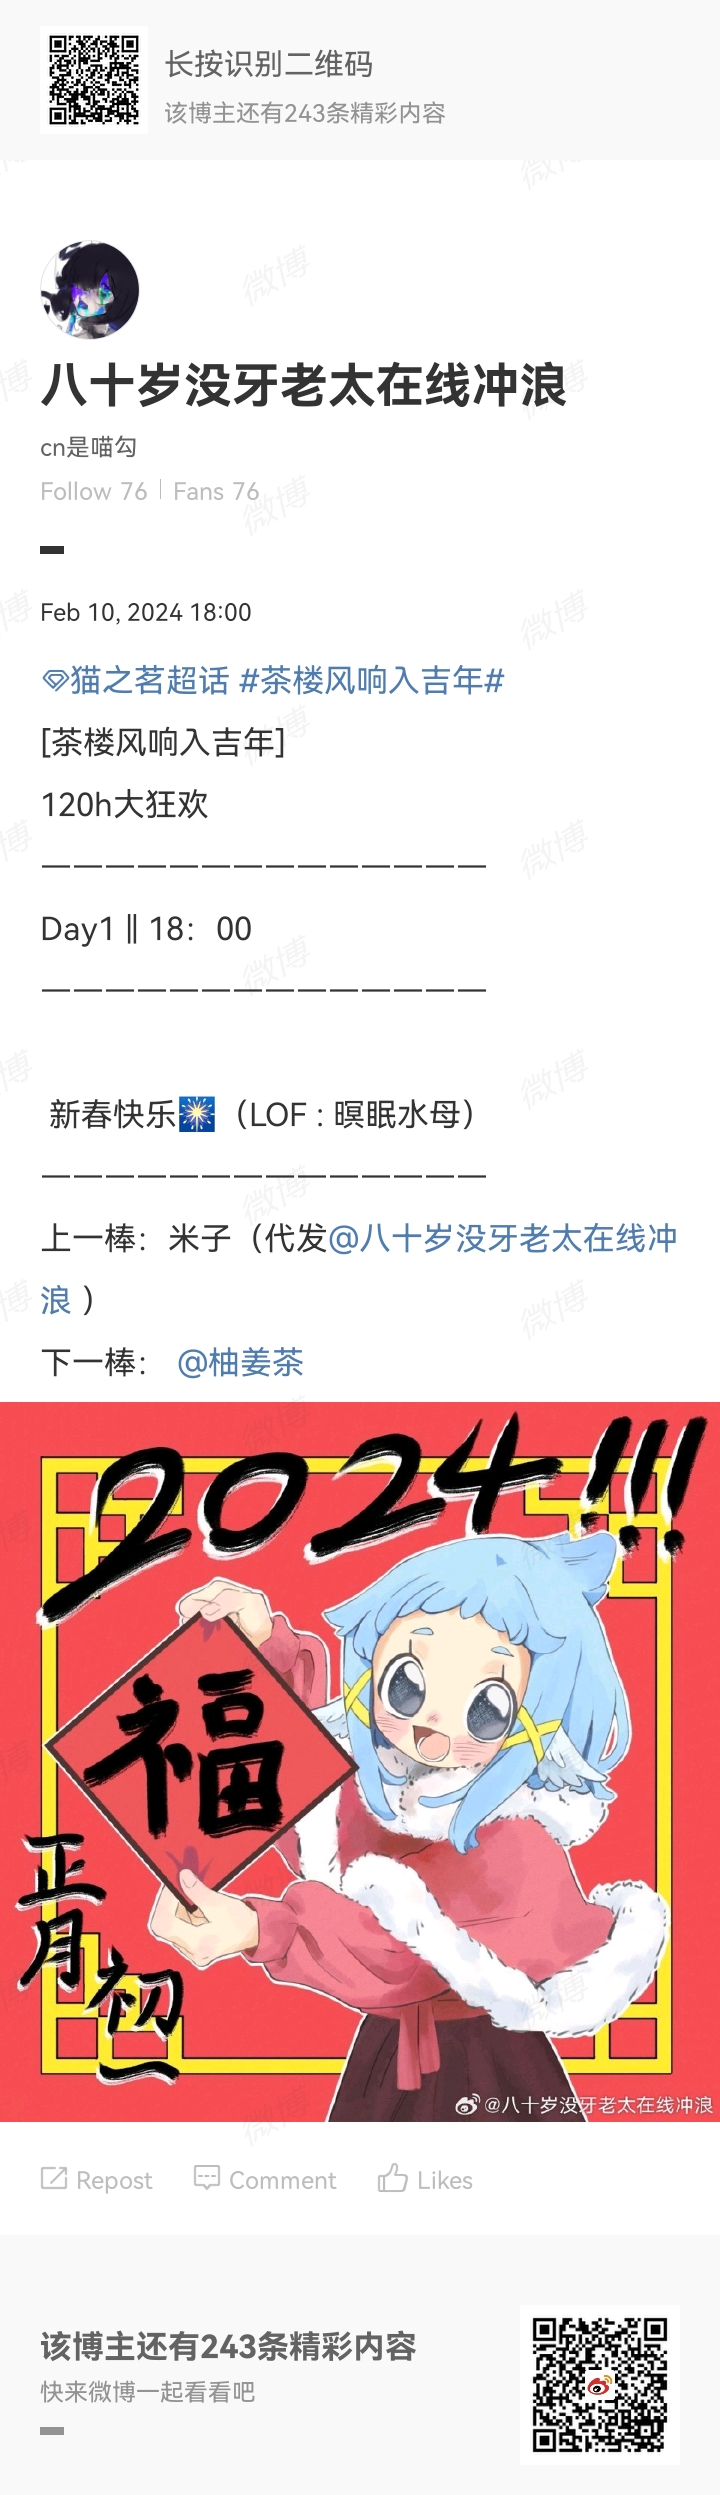 长按识别二维码
该博主还有243条精彩内容
八十岁没牙老太在线冲浪
cn是喵勾
Follow 76 | Fans 76
Feb 10, 2024 18:00
猫之茗超话 #茶楼风响入吉年#
[茶楼风响入吉年]
120h大狂欢
——————————————
Day1 ‖ 18：00
——————————————
新春快乐🎇（LOF : 暝眠水母）
——————————————
上一棒：米子（代发@八十岁没牙老太在线冲
浪 ）
下一棒： @柚姜茶
2024!!!
福
正月初一
@八十岁没牙老太在线冲浪
Repost Comment Likes
该博主还有243条精彩内容
快来微博一起看看吧
微博